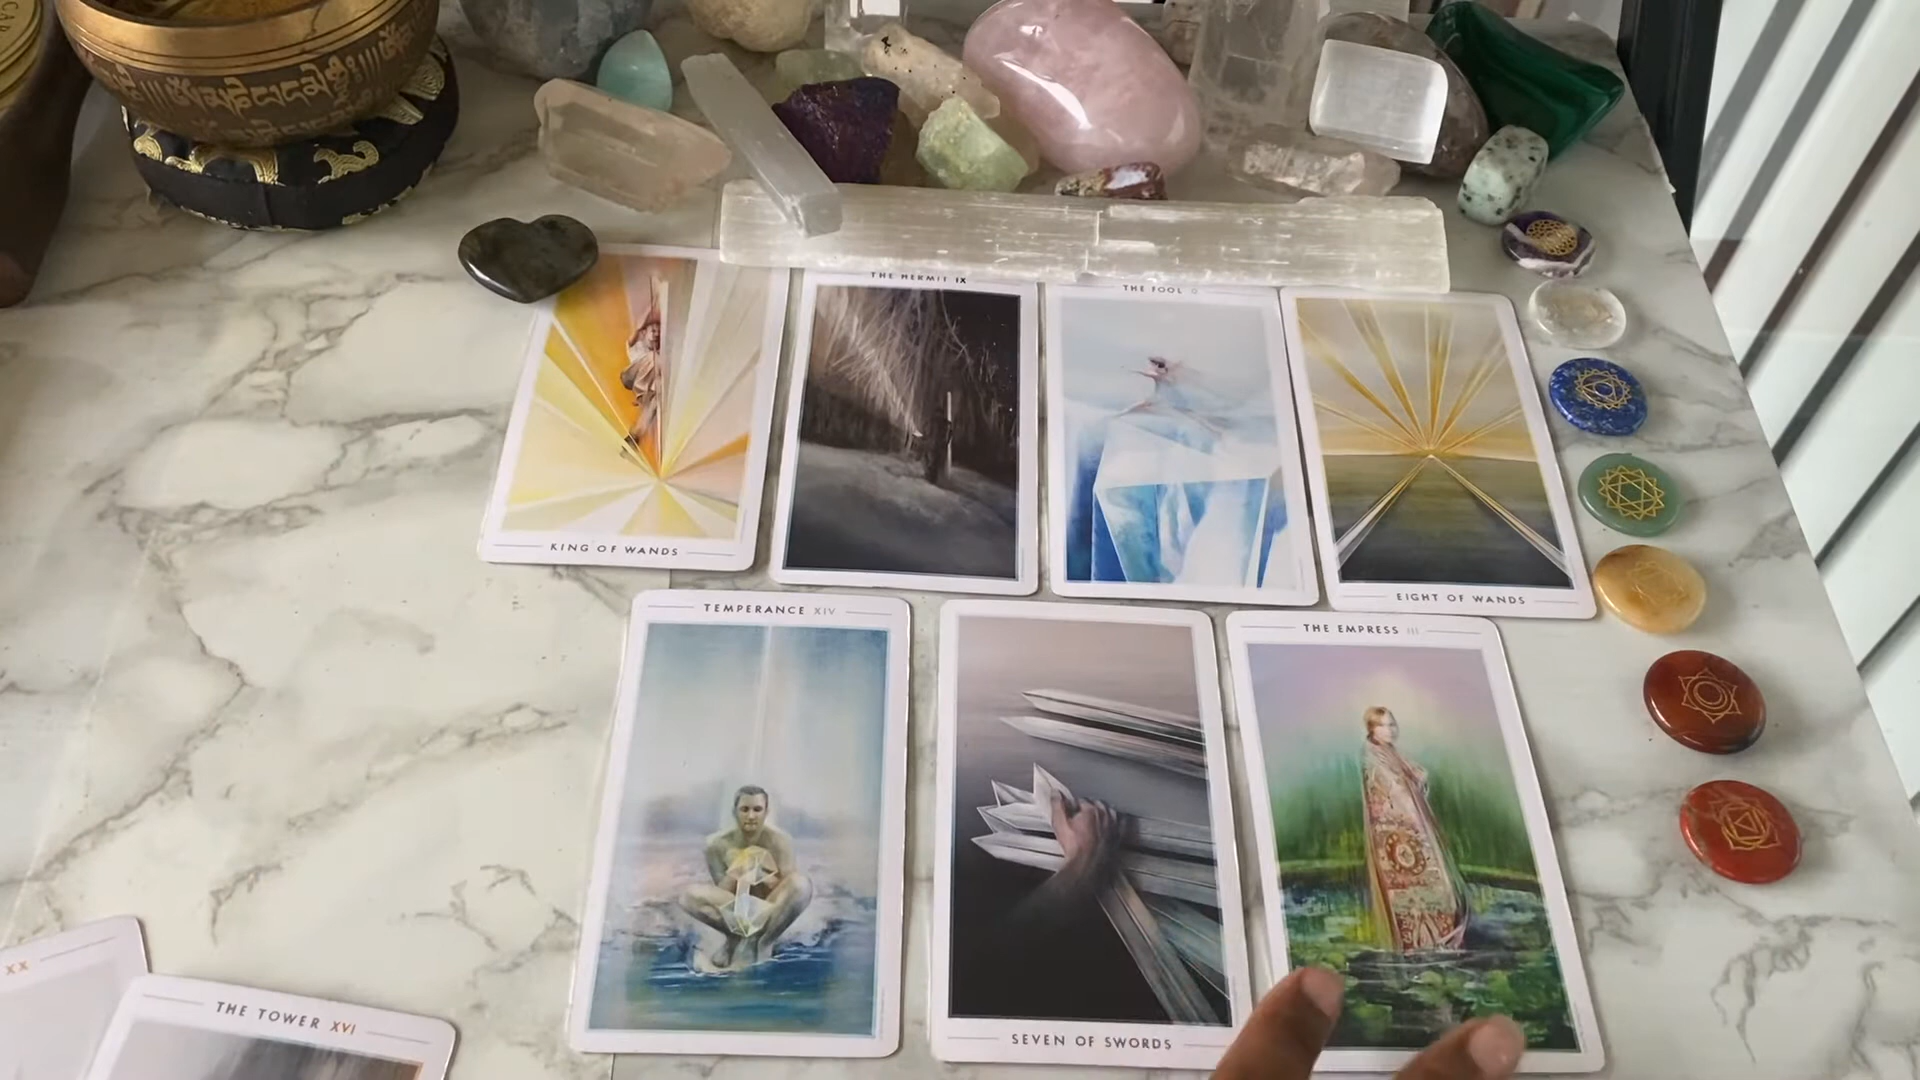 THE HERMIT IX
THE FOOL 0
KING OF WANDS
EIGHT OF WANDS
TEMPERANCE XIV
THE EMPRESS III
SEVEN OF SWORDS
XX
THE TOWER XVI